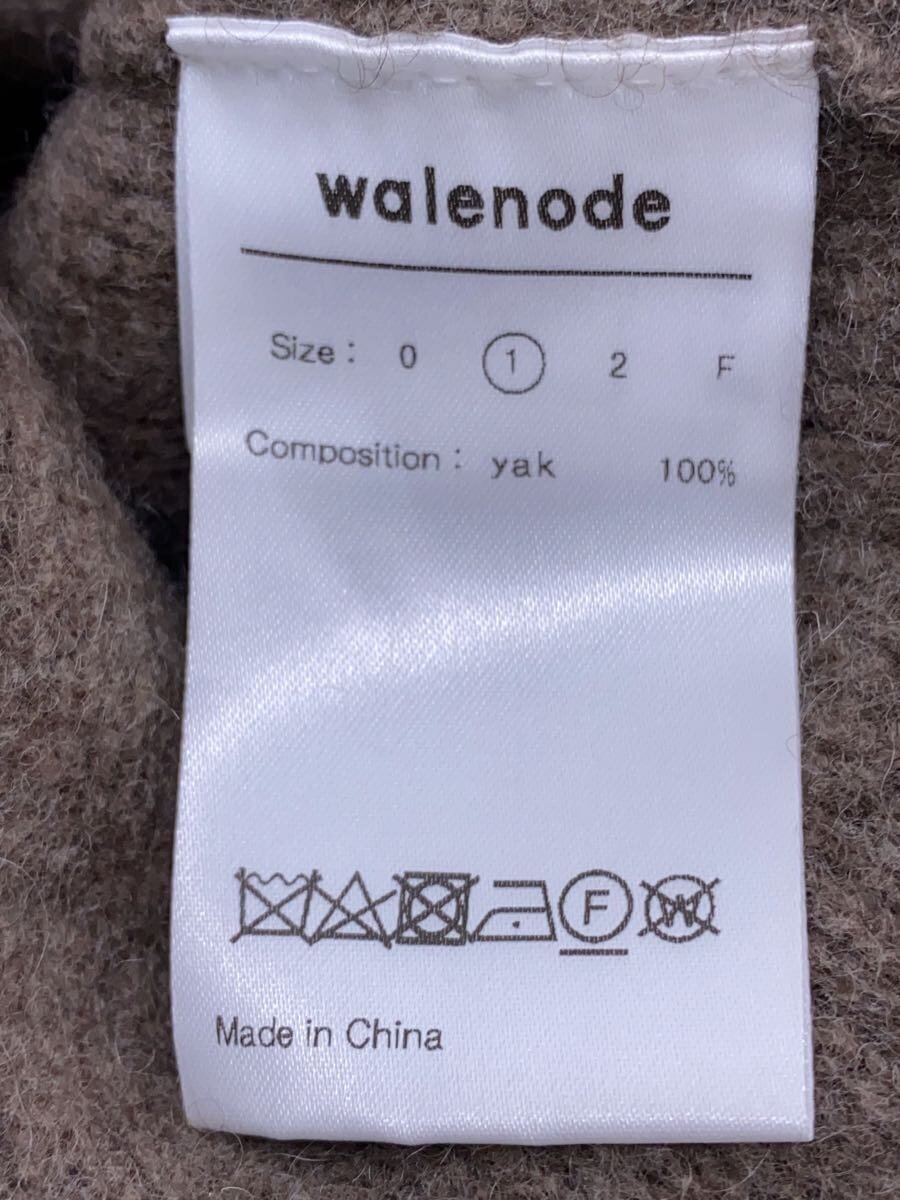 walenode
Size : 0 1 2 F
Composition : yak 100%
F W
Made in China